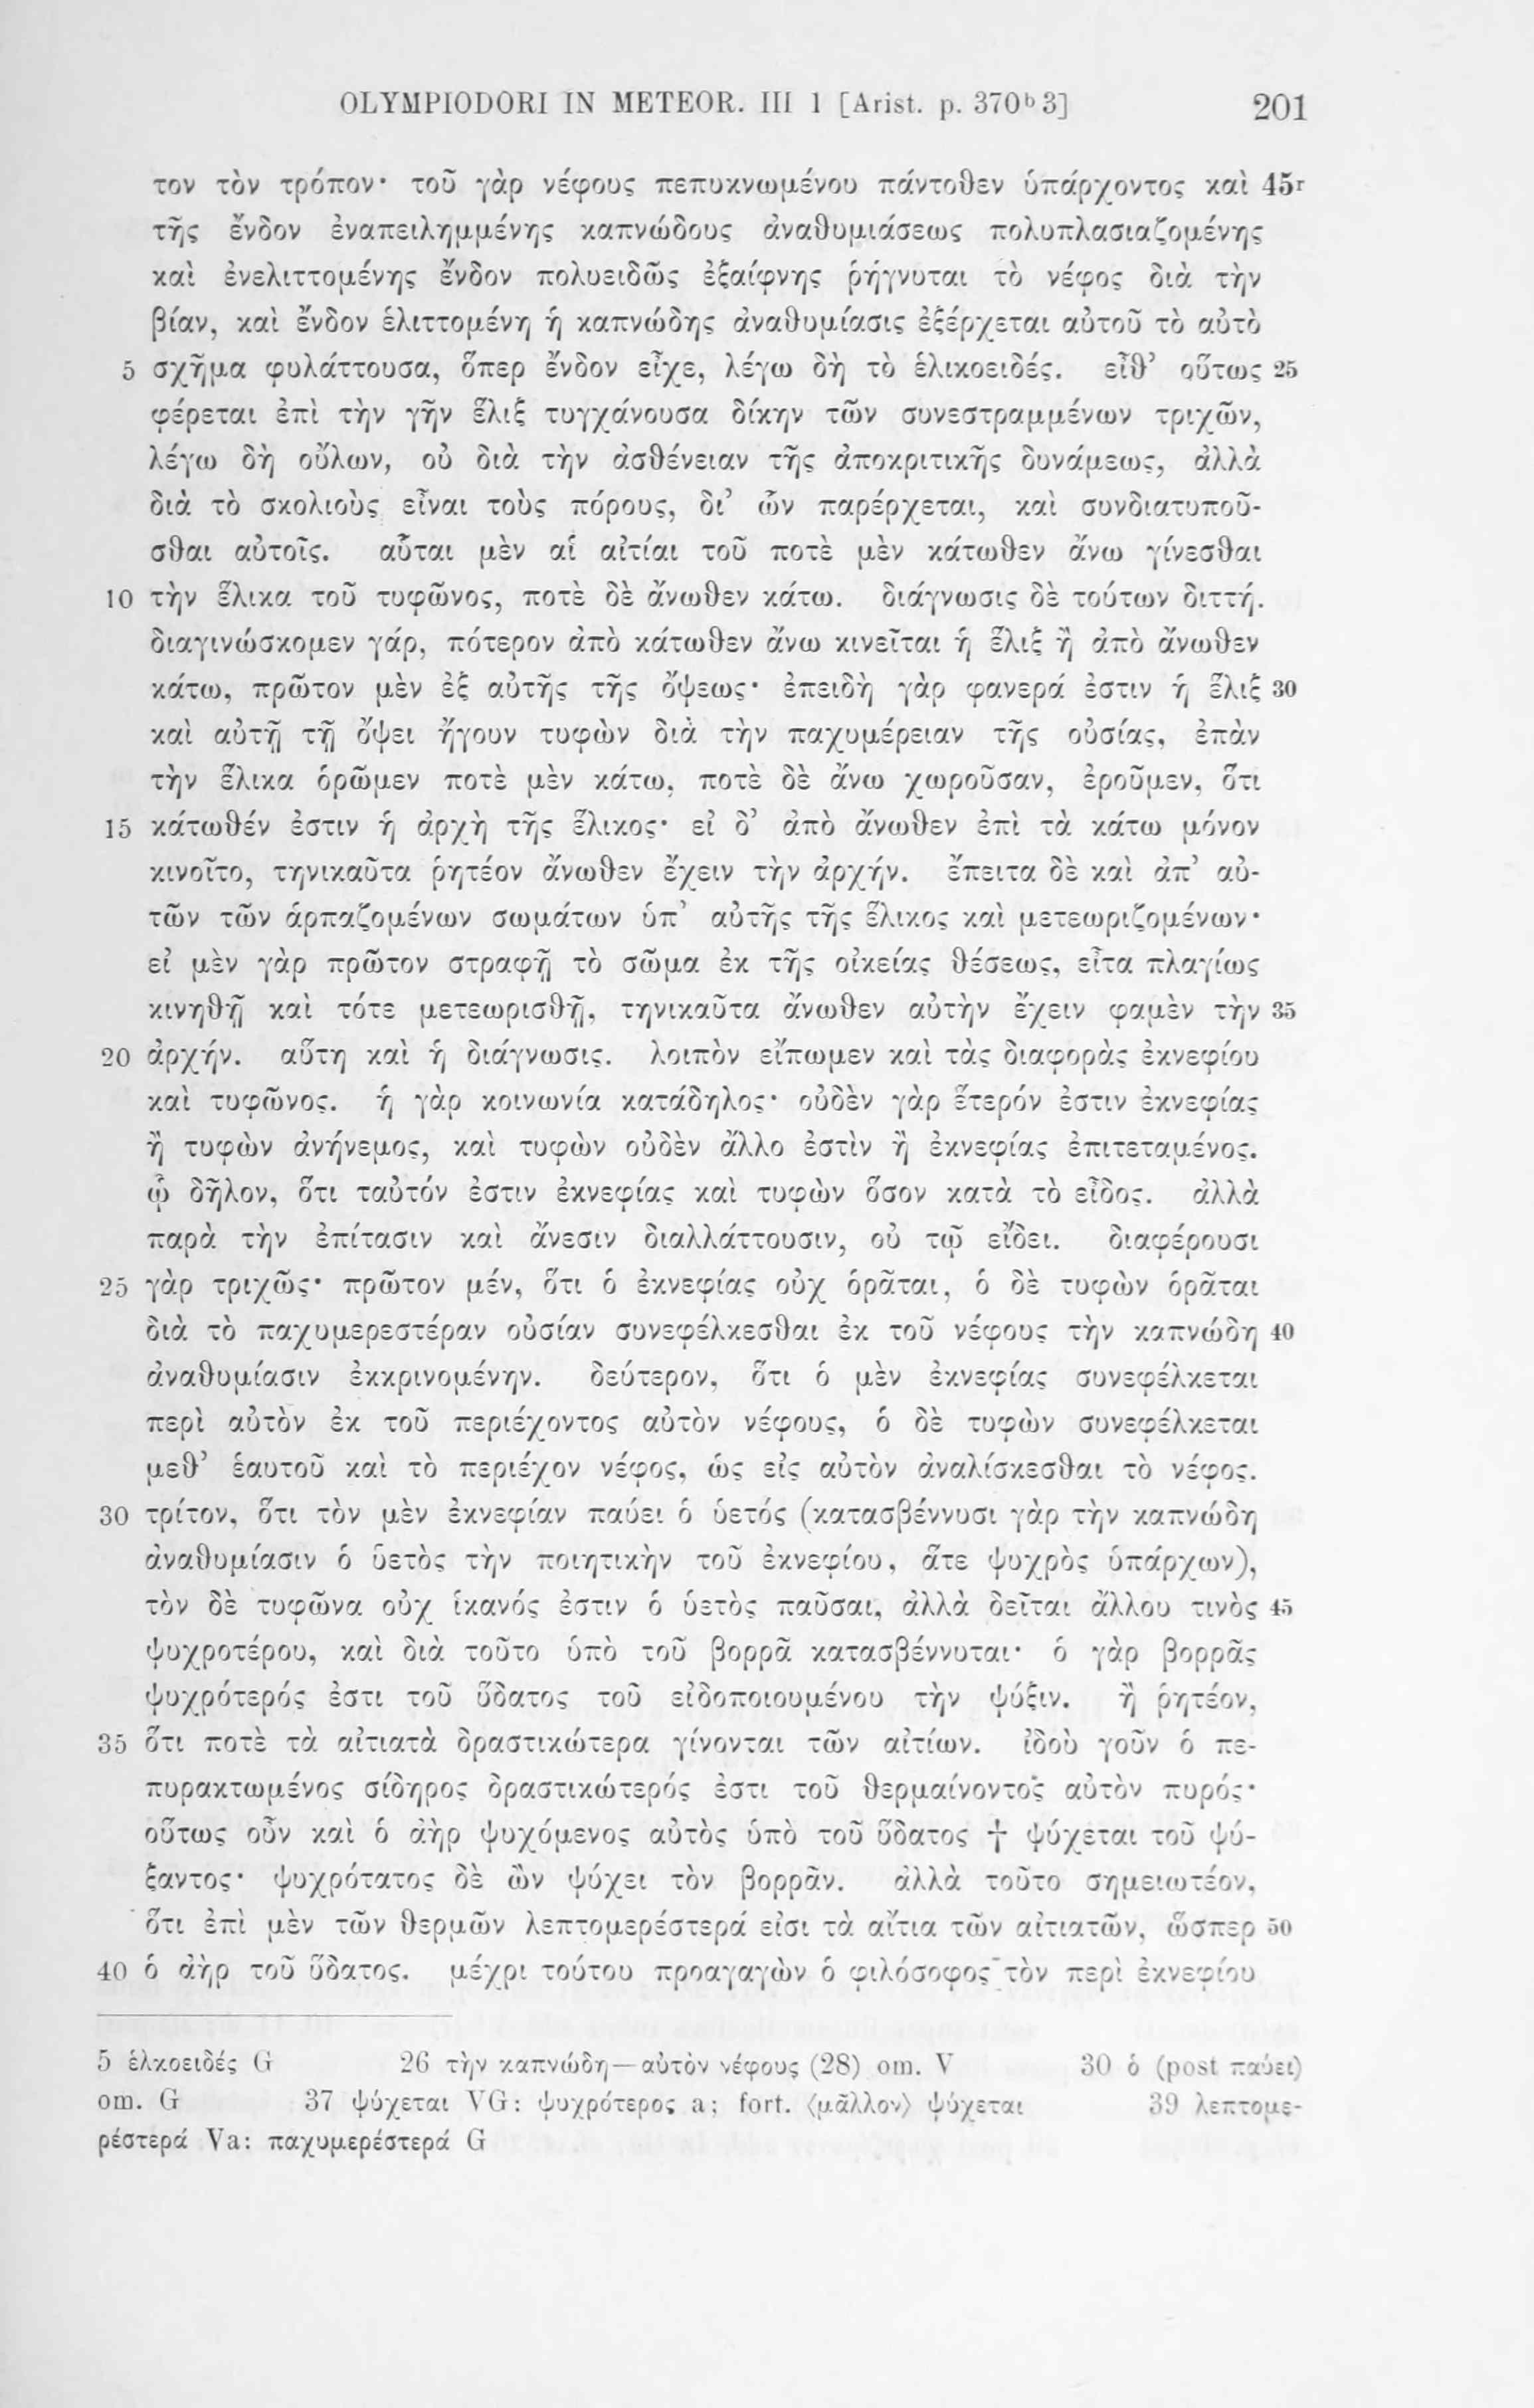 OLYMPIODORI IN METEOR. III 1 [Arist. p. 370ᵇ3] 201
τον τὸν τρόπον· τοῦ γὰρ νέφους πεπυκνωμένου πάντοθεν ὑπάρχοντος καὶ 45ʳ
τῆς ἔνδον ἐναπειλημμένης καπνώδους ἀναθυμιάσεως πολυπλασιαζομένης
καὶ ἐνελιττομένης ἔνδον πολυειδῶς ἐξαίφνης ῥήγνυται τὸ νέφος διὰ τὴν
βίαν, καὶ ἔνδον ἑλιττομένη ἡ καπνώδης ἀναθυμίασις ἐξέρχεται αὐτοῦ τὸ αὐτὸ
5 σχῆμα φυλάττουσα, ὅπερ ἔνδον εἶχε, λέγω δὴ τὸ ἑλικοειδές. εἶθ' οὕτως 25
φέρεται ἐπὶ τὴν γῆν ἕλιξ τυγχάνουσα δίκην τῶν συνεστραμμένων τριχῶν,
λέγω δὴ οὔλων, οὐ διὰ τὴν ἀσθένειαν τῆς ἀποκριτικῆς δυνάμεως, ἀλλὰ
διὰ τὸ σκολιοὺς εἶναι τοὺς πόρους, δι' ὧν παρέρχεται, καὶ συνδιατυποῦ-
σθαι αὐτοῖς. αὗται μὲν αἱ αἰτίαι τοῦ ποτὲ μὲν κάτωθεν ἄνω γίνεσθαι
10 τὴν ἕλικα τοῦ τυφῶνος, ποτὲ δὲ ἄνωθεν κάτω. διάγνωσις δὲ τούτων διττή.
διαγινώσκομεν γάρ, πότερον ἀπὸ κάτωθεν ἄνω κινεῖται ἡ ἕλιξ ἢ ἀπὸ ἄνωθεν
κάτω, πρῶτον μὲν ἐξ αὐτῆς τῆς ὄψεως· ἐπειδὴ γὰρ φανερά ἐστιν ἡ ἕλιξ 30
καὶ αὐτῇ τῇ ὄψει ἤγουν τυφὼν διὰ τὴν παχυμέρειαν τῆς οὐσίας, ἐπὰν
τὴν ἕλικα ὁρῶμεν ποτὲ μὲν κάτω, ποτὲ δὲ ἄνω χωροῦσαν, ἐροῦμεν, ὅτι
15 κάτωθέν ἐστιν ἡ ἀρχὴ τῆς ἕλικος· εἰ δ' ἀπὸ ἄνωθεν ἐπὶ τὰ κάτω μόνον
κινοῖτο, τηνικαῦτα ῥητέον ἄνωθεν ἔχειν τὴν ἀρχήν. ἔπειτα δὲ καὶ ἀπ' αὐ-
τῶν τῶν ἁρπαζομένων σωμάτων ὑπ' αὐτῆς τῆς ἕλικος καὶ μετεωριζομένων·
εἰ μὲν γὰρ πρῶτον στραφῇ τὸ σῶμα ἐκ τῆς οἰκείας θέσεως, εἶτα πλαγίως
κινηθῇ καὶ τότε μετεωρισθῇ, τηνικαῦτα ἄνωθεν αὐτὴν ἔχειν φαμὲν τὴν 35
20 ἀρχήν. αὕτη καὶ ἡ διάγνωσις. λοιπὸν εἴπωμεν καὶ τὰς διαφορὰς ἐκνεφίου
καὶ τυφῶνος. ἡ γὰρ κοινωνία κατάδηλος· οὐδὲν γὰρ ἕτερόν ἐστιν ἐκνεφίας
ἢ τυφὼν ἀνήνεμος, καὶ τυφὼν οὐδὲν ἄλλο ἐστὶν ἢ ἐκνεφίας ἐπιτεταμένος.
ᾧ δῆλον, ὅτι ταὐτόν ἐστιν ἐκνεφίας καὶ τυφὼν ὅσον κατὰ τὸ εἶδος. ἀλλὰ
παρὰ τὴν ἐπίτασιν καὶ ἄνεσιν διαλλάττουσιν, οὐ τῷ εἴδει. διαφέρουσι
25 γὰρ τριχῶς· πρῶτον μέν, ὅτι ὁ ἐκνεφίας οὐχ ὁρᾶται, ὁ δὲ τυφὼν ὁρᾶται
διὰ τὸ παχυμερεστέραν οὐσίαν συνεφέλκεσθαι ἐκ τοῦ νέφους τὴν καπνώδη 40
ἀναθυμίασιν ἐκκρινομένην. δεύτερον, ὅτι ὁ μὲν ἐκνεφίας συνεφέλκεται
περὶ αὐτὸν ἐκ τοῦ περιέχοντος αὐτὸν νέφους, ὁ δὲ τυφὼν συνεφέλκεται
μεθ' ἑαυτοῦ καὶ τὸ περιέχον νέφος, ὡς εἰς αὐτὸν ἀναλίσκεσθαι τὸ νέφος.
30 τρίτον, ὅτι τὸν μὲν ἐκνεφίαν παύει ὁ ὑετός (κατασβέννυσι γὰρ τὴν καπνώδη
ἀναθυμίασιν ὁ ὑετὸς τὴν ποιητικὴν τοῦ ἐκνεφίου, ἅτε ψυχρὸς ὑπάρχων),
τὸν δὲ τυφῶνα οὐχ ἱκανός ἐστιν ὁ ὑετὸς παῦσαι, ἀλλὰ δεῖται ἄλλου τινὸς 45
ψυχροτέρου, καὶ διὰ τοῦτο ὑπὸ τοῦ βορρᾶ κατασβέννυται· ὁ γὰρ βορρᾶς
ψυχρότερός ἐστι τοῦ ὕδατος τοῦ εἰδοποιουμένου τὴν ψύξιν. ἢ ῥητέον,
35 ὅτι ποτὲ τὰ αἰτιατὰ δραστικώτερα γίνονται τῶν αἰτίων. ἰδοὺ γοῦν ὁ πε-
πυρακτωμένος σίδηρος δραστικώτερός ἐστι τοῦ θερμαίνοντος αὐτὸν πυρός·
οὕτως οὖν καὶ ὁ ἀὴρ ψυχόμενος αὐτὸς ὑπὸ τοῦ ὕδατος † ψύχεται τοῦ ψύ-
ξαντος· ψυχρότατος δὲ ὢν ψύχει τὸν βορρᾶν. ἀλλὰ τοῦτο σημειωτέον,
ὅτι ἐπὶ μὲν τῶν θερμῶν λεπτομερέστερά εἰσι τὰ αἴτια τῶν αἰτιατῶν, ὥσπερ 50
40 ὁ ἀὴρ τοῦ ὕδατος. μέχρι τούτου προαγαγὼν ὁ φιλόσοφος τὸν περὶ ἐκνεφίου
5 ἑλκοειδές G 26 τὴν καπνώδη—αὐτὸν νέφους (28) om. V 30 ὁ (post παύει)
om. G 37 ψύχεται VG: ψυχρότερος a; fort. ⟨μᾶλλον⟩ ψύχεται 39 λεπτομε-
ρέστερά Va: παχυμερέστερά G